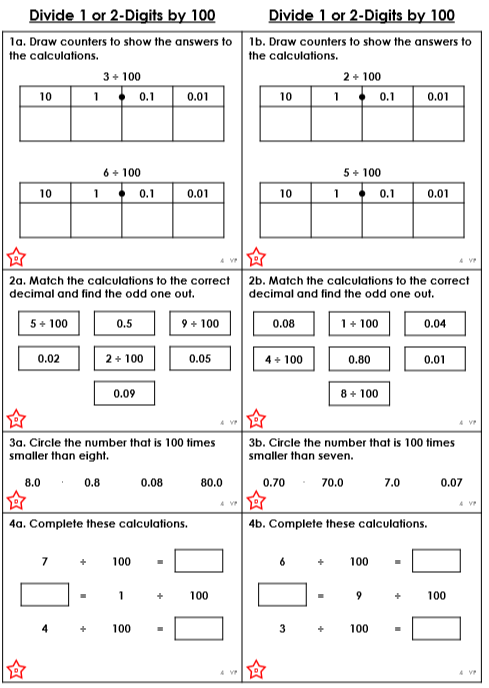 Divide 1 or 2-Digits by 100
1a. Draw counters to show the answers to
the calculations.
3 ÷ 100
10 1 0.1 0.01
6 ÷ 100
10 1 0.1 0.01
D
VF
Divide 1 or 2-Digits by 100
1b. Draw counters to show the answers to
the calculations.
2 ÷ 100
10 1 0.1 0.01
5 ÷ 100
10 1 0.1 0.01
D
VF
2a. Match the calculations to the correct
decimal and find the odd one out.
5 ÷ 100 0.5 9 ÷ 100
0.02 2 ÷ 100 0.05
0.09
D
VF
2b. Match the calculations to the correct
decimal and find the odd one out.
0.08 1 ÷ 100 0.04
4 ÷ 100 0.80 0.01
8 ÷ 100
D
VF
3a. Circle the number that is 100 times
smaller than eight.
8.0 0.8 0.08 80.0
D
VF
3b. Circle the number that is 100 times
smaller than seven.
0.70 70.0 7.0 0.07
D
VF
4a. Complete these calculations.
7 ÷ 100 =
= 1 ÷ 100
4 ÷ 100 =
D
VF
4b. Complete these calculations.
6 ÷ 100 =
= 9 ÷ 100
3 ÷ 100 =
D
VF